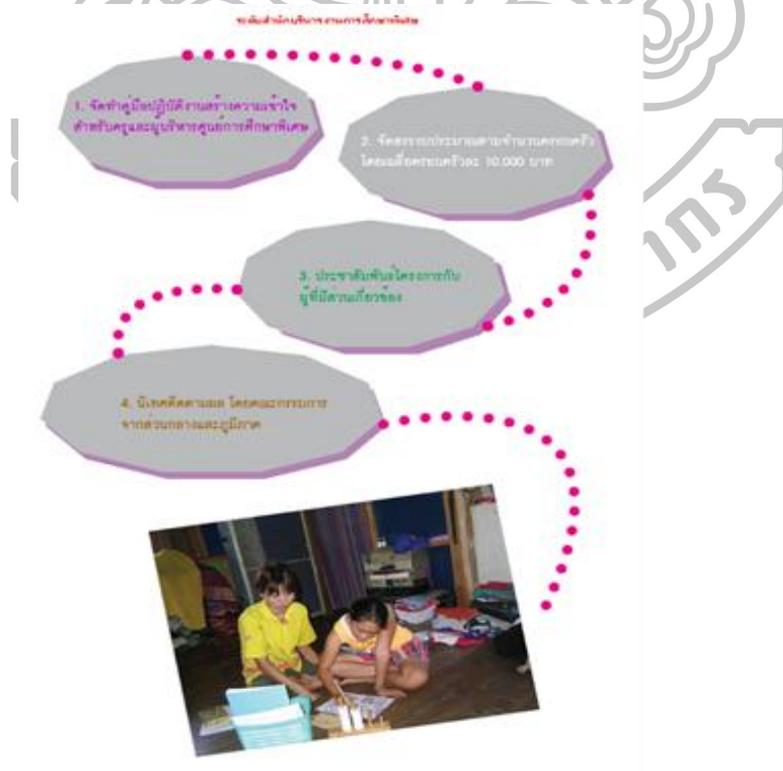 ระดับสำนักบริหารงานการศึกษาพิเศษ
1. จัดทำคู่มือปฏิบัติงานสร้างความเข้าใจ
สำหรับครูและผู้บริหารศูนย์การศึกษาพิเศษ
2. จัดสรรงบประมาณตามจำนวนครอบครัว
โดยเฉลี่ยครอบครัวละ 10,000 บาท
3. ประชาสัมพันธ์โครงการกับ
ผู้ที่มีส่วนเกี่ยวข้อง
4. นิเทศติดตามผล โดยคณะกรรมการ
จากส่วนกลางและภูมิภาค